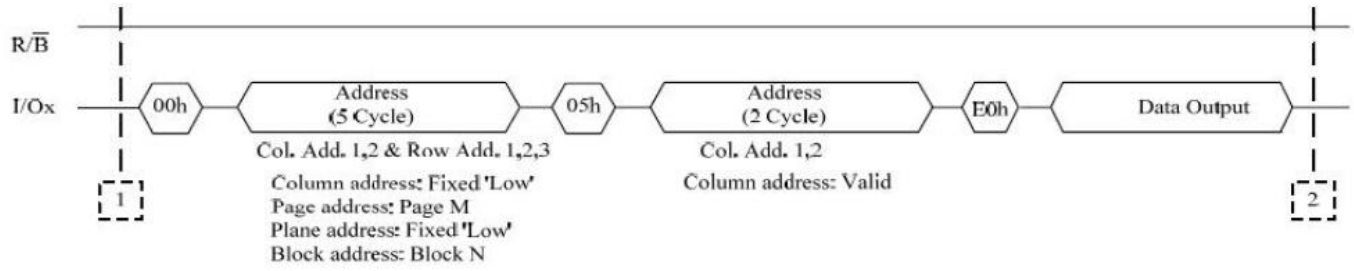 R/B̅
I/Ox
00h
Address
(5 Cycle)
05h
Address
(2 Cycle)
E0h
Data Output
Col. Add. 1,2 & Row Add. 1,2,3
Col. Add. 1,2
Column address: Fixed 'Low'
Column address: Valid
Page address: Page M
Plane address: Fixed 'Low'
Block address: Block N
1
2